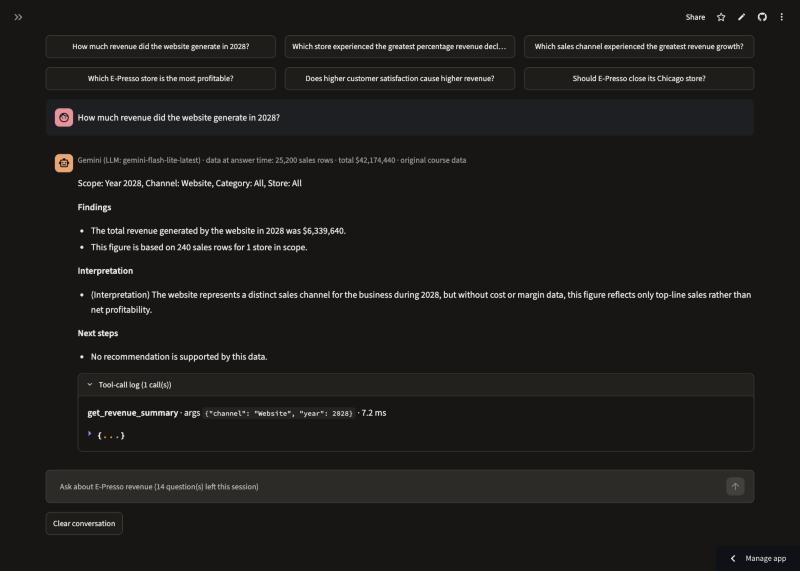 Share
How much revenue did the website generate in 2028?
Which store experienced the greatest percentage revenue decl...
Which sales channel experienced the greatest revenue growth?
Which E-Presso store is the most profitable?
Does higher customer satisfaction cause higher revenue?
Should E-Presso close its Chicago store?
How much revenue did the website generate in 2028?
Gemini (LLM: gemini-flash-lite-latest) · data at answer time: 25,200 sales rows · total $42,174,440 · original course data
Scope: Year 2028, Channel: Website, Category: All, Store: All
Findings
• The total revenue generated by the website in 2028 was $6,339,640.
• This figure is based on 240 sales rows for 1 store in scope.
Interpretation
• (Interpretation) The website represents a distinct sales channel for the business during 2028, but without cost or margin data, this figure reflects only top-line sales rather than
net profitability.
Next steps
• No recommendation is supported by this data.
Tool-call log (1 call(s))
get_revenue_summary · args {"channel": "Website", "year": 2028} · 7.2 ms
{...}
Ask about E-Presso revenue (14 question(s) left this session)
Clear conversation
Manage app